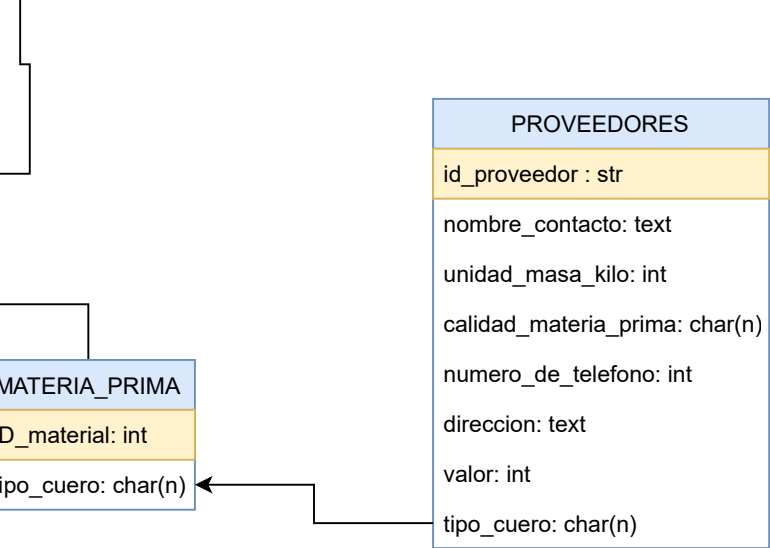 PROVEEDORES
id_proveedor : str
nombre_contacto: text
unidad_masa_kilo: int
calidad_materia_prima: char(n)
numero_de_telefono: int
direccion: text
valor: int
tipo_cuero: char(n)
MATERIA_PRIMA
D_material: int
ipo_cuero: char(n)